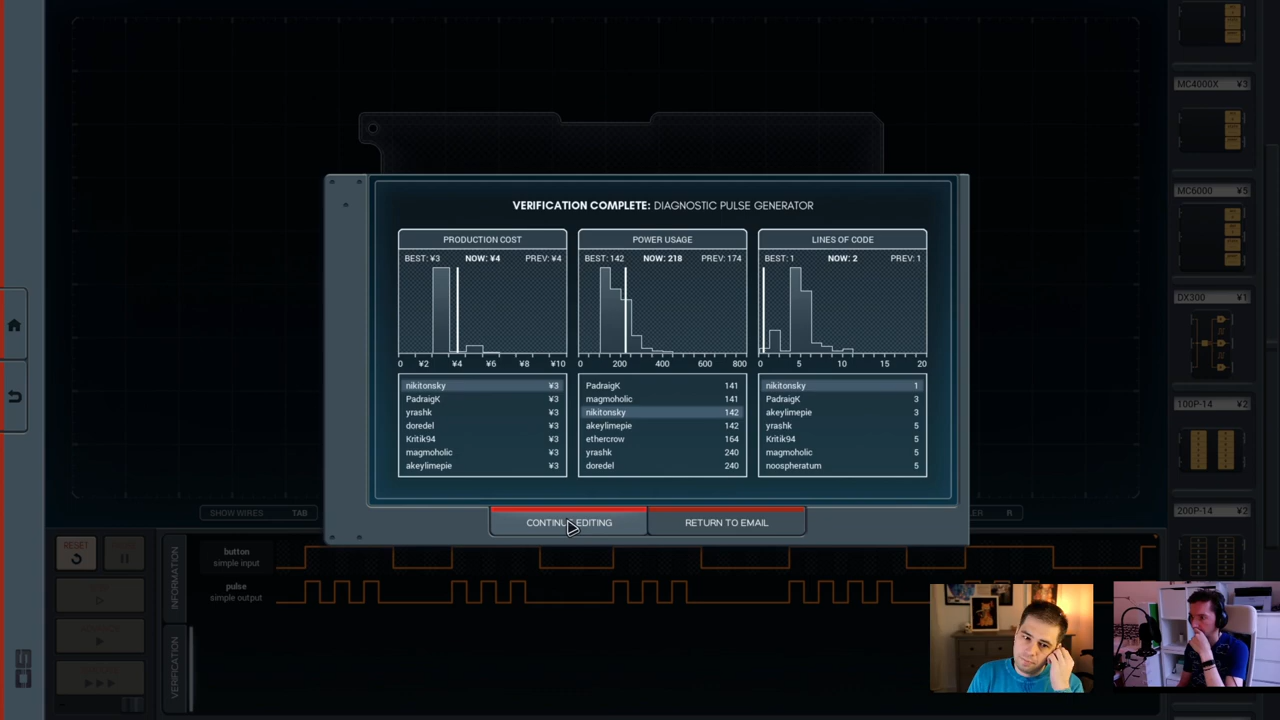 VERIFICATION COMPLETE: DIAGNOSTIC PULSE GENERATOR
PRODUCTION COST
BEST: ¥3 NOW: ¥4 PREV: ¥4
0 ¥2 ¥4 ¥6 ¥8 ¥10
nikitonsky ¥3
PadraigK ¥3
yrashk ¥3
doredel ¥3
Kritik94 ¥3
magmoholic ¥3
akeylimepie ¥3
POWER USAGE
BEST: 142 NOW: 218 PREV: 174
0 200 400 600 800
PadraigK 141
magmoholic 141
nikitonsky 142
akeylimepie 142
ethercrow 164
yrashk 240
doredel 240
LINES OF CODE
BEST: 1 NOW: 2 PREV: 1
0 5 10 15 20
nikitonsky 1
PadraigK 3
akeylimepie 3
yrashk 5
Kritik94 5
magmoholic 5
noospheratum 5
CONTINUE EDITING
RETURN TO EMAIL
MC4000X ¥3
MC6000 ¥5
DX300 ¥1
100P-14 ¥2
200P-14 ¥2
SHOW WIRES TAB
R
RESET
INFORMATION
VERIFICATION
button
simple input
pulse
simple output